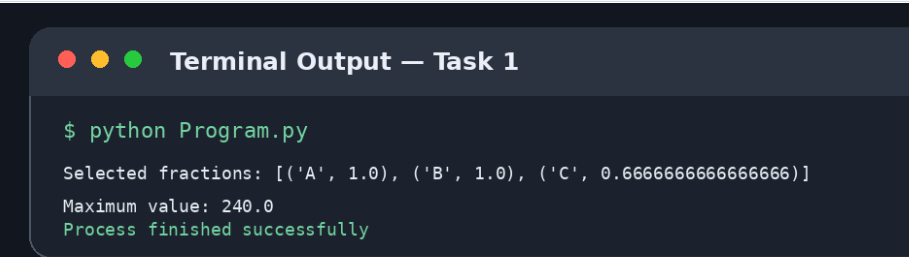 Terminal Output — Task 1
$ python Program.py
Selected fractions: [('A', 1.0), ('B', 1.0), ('C', 0.6666666666666666)]
Maximum value: 240.0
Process finished successfully